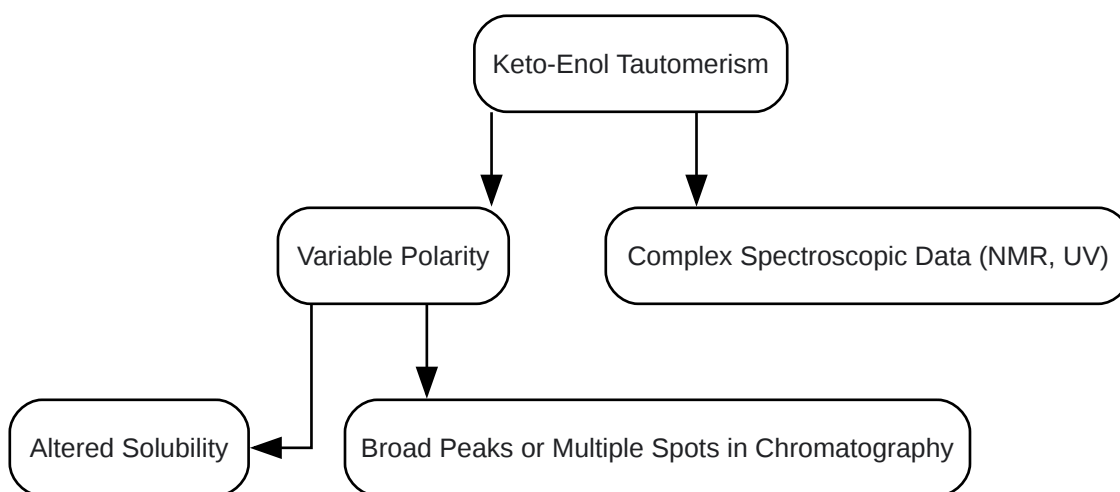 Keto-Enol Tautomerism
Variable Polarity
Complex Spectroscopic Data (NMR, UV)
Altered Solubility
Broad Peaks or Multiple Spots in Chromatography